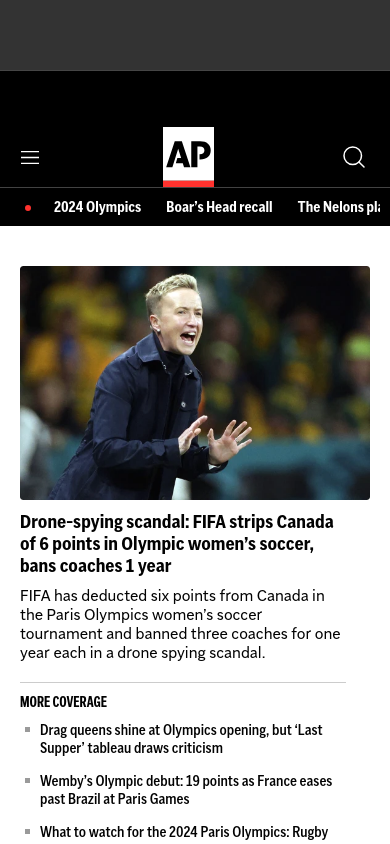 AP
2024 Olympics Boar’s Head recall The Nelons pla
Drone-spying scandal: FIFA strips Canada
of 6 points in Olympic women’s soccer,
bans coaches 1 year
FIFA has deducted six points from Canada in
the Paris Olympics women’s soccer
tournament and banned three coaches for one
year each in a drone spying scandal.
MORE COVERAGE
Drag queens shine at Olympics opening, but ‘Last
Supper’ tableau draws criticism
Wemby’s Olympic debut: 19 points as France eases
past Brazil at Paris Games
What to watch for the 2024 Paris Olympics: Rugby